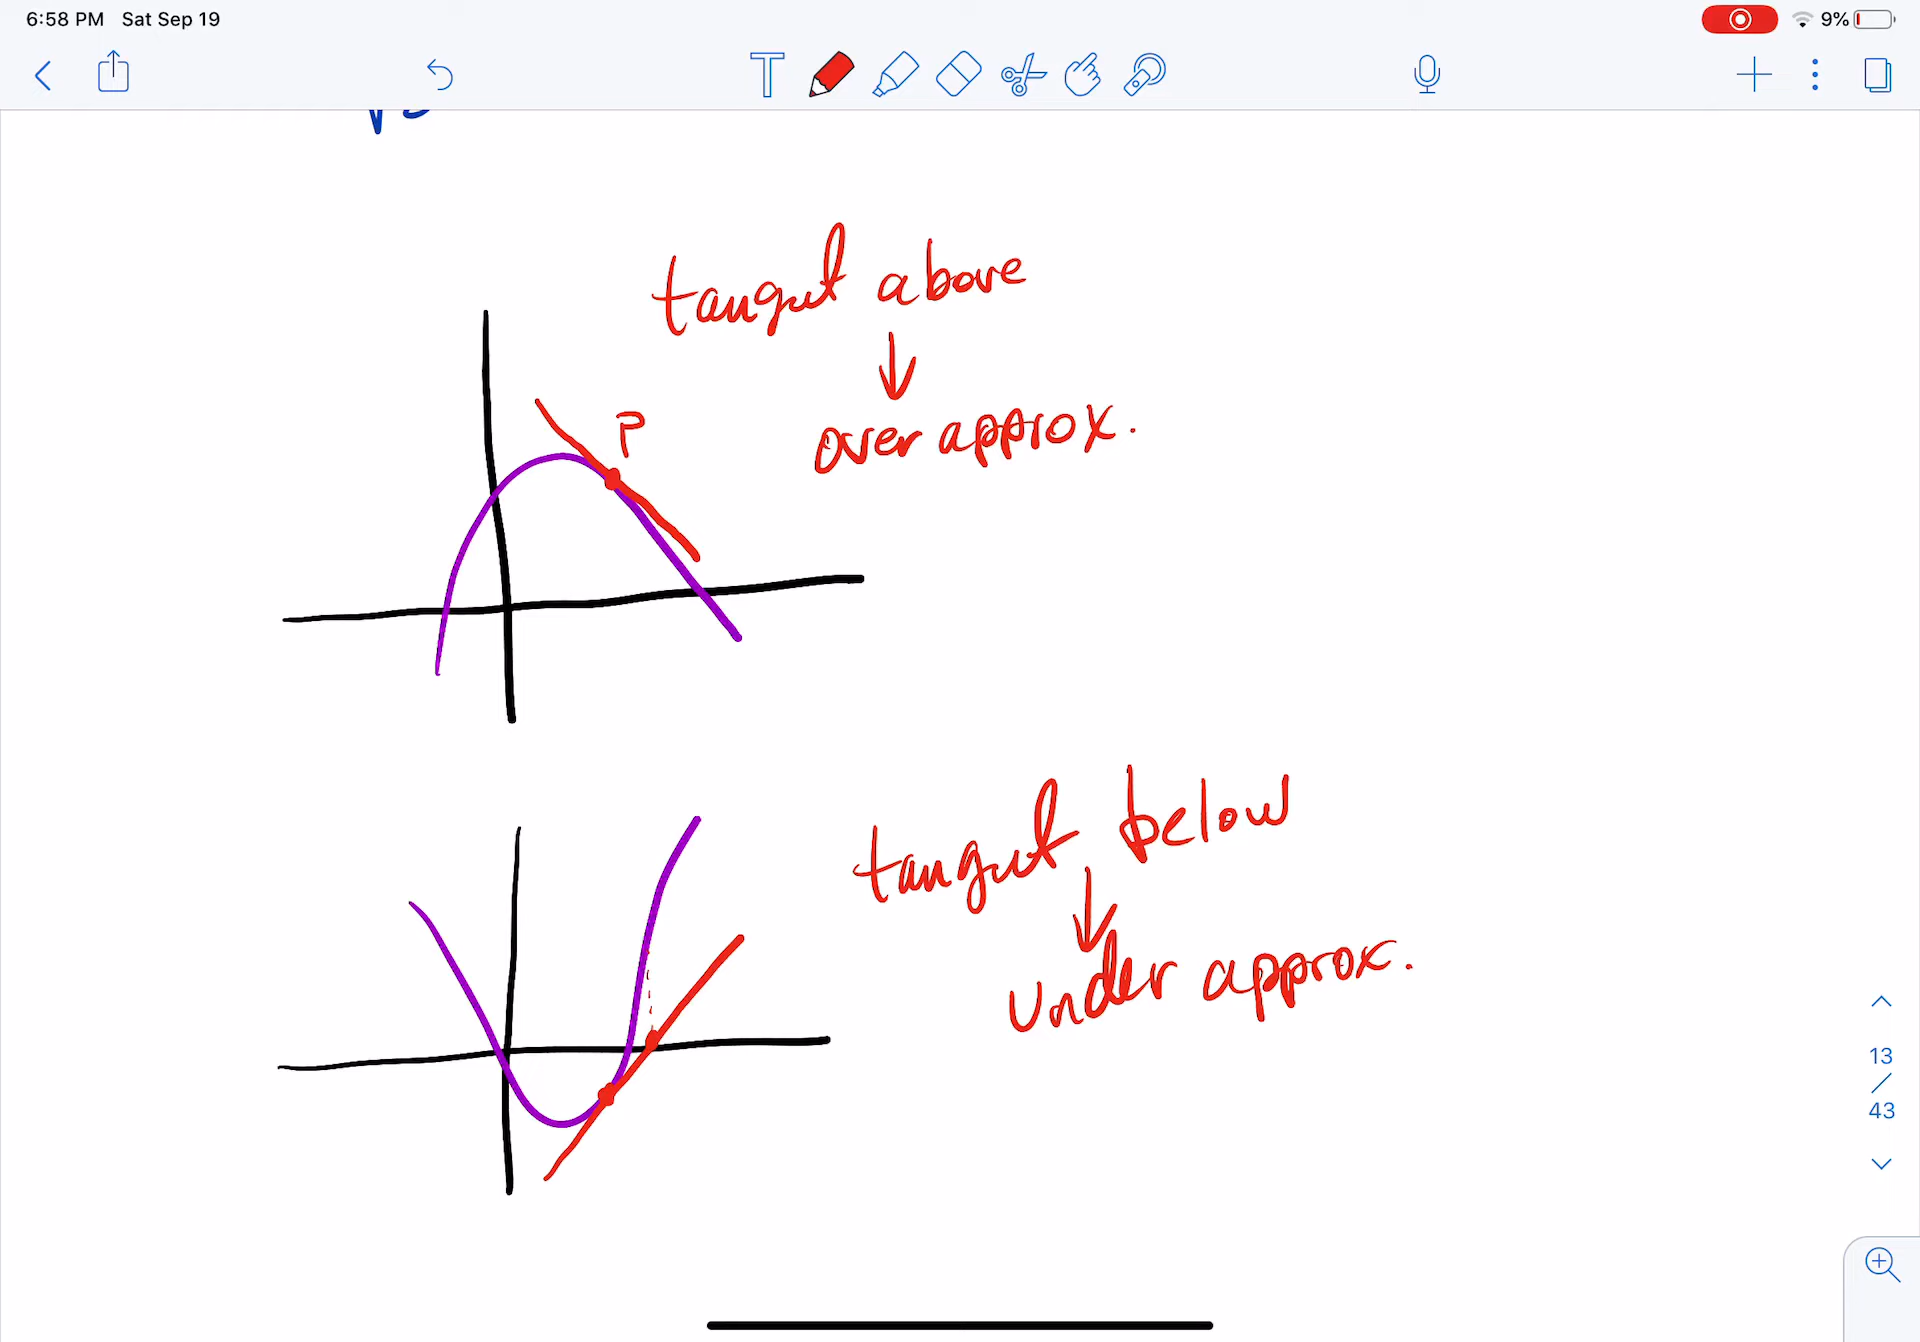 6:58 PM Sat Sep 19
9%
T
tangent above
over approx.
P
tangent below
under approx.
13
/
43